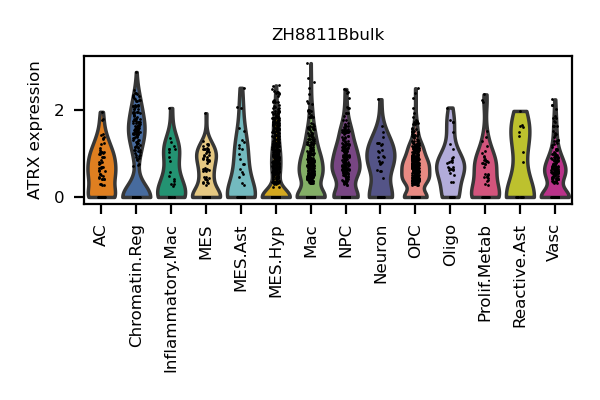 ZH8811Bbulk
ATRX expression
2
0
AC
Chromatin.Reg
Inflammatory.Mac
MES
MES.Ast
MES.Hyp
Mac
NPC
Neuron
OPC
Oligo
Prolif.Metab
Reactive.Ast
Vasc